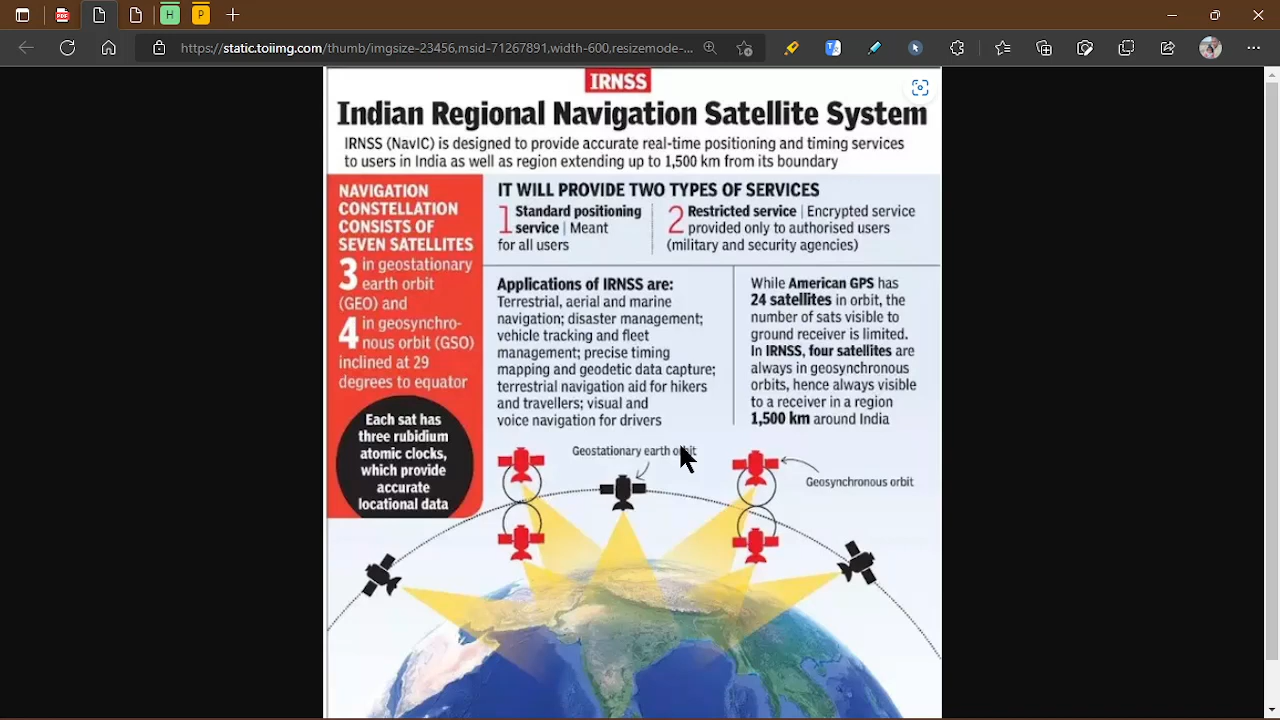 https://static.toiimg.com/thumb/imgsize-23456,msid-71267891,width-600,resizemode-...
IRNSS
Indian Regional Navigation Satellite System
IRNSS (NavIC) is designed to provide accurate real-time positioning and timing services
to users in India as well as region extending up to 1,500 km from its boundary
NAVIGATION
CONSTELLATION
CONSISTS OF
SEVEN SATELLITES
3 in geostationary
earth orbit
(GEO) and
4 in geosynchro-
nous orbit (GSO)
inclined at 29
degrees to equator
Each sat has
three rubidium
atomic clocks,
which provide
accurate
locational data
IT WILL PROVIDE TWO TYPES OF SERVICES
1 Standard positioning
service | Meant
for all users
2 Restricted service | Encrypted service
provided only to authorised users
(military and security agencies)
Applications of IRNSS are:
Terrestrial, aerial and marine
navigation; disaster management;
vehicle tracking and fleet
management; precise timing
mapping and geodetic data capture;
terrestrial navigation aid for hikers
and travellers; visual and
voice navigation for drivers
While American GPS has
24 satellites in orbit, the
number of sats visible to
ground receiver is limited.
In IRNSS, four satellites are
always in geosynchronous
orbits, hence always visible
to a receiver in a region
1,500 km around India
Geostationary earth orbit
Geosynchronous orbit